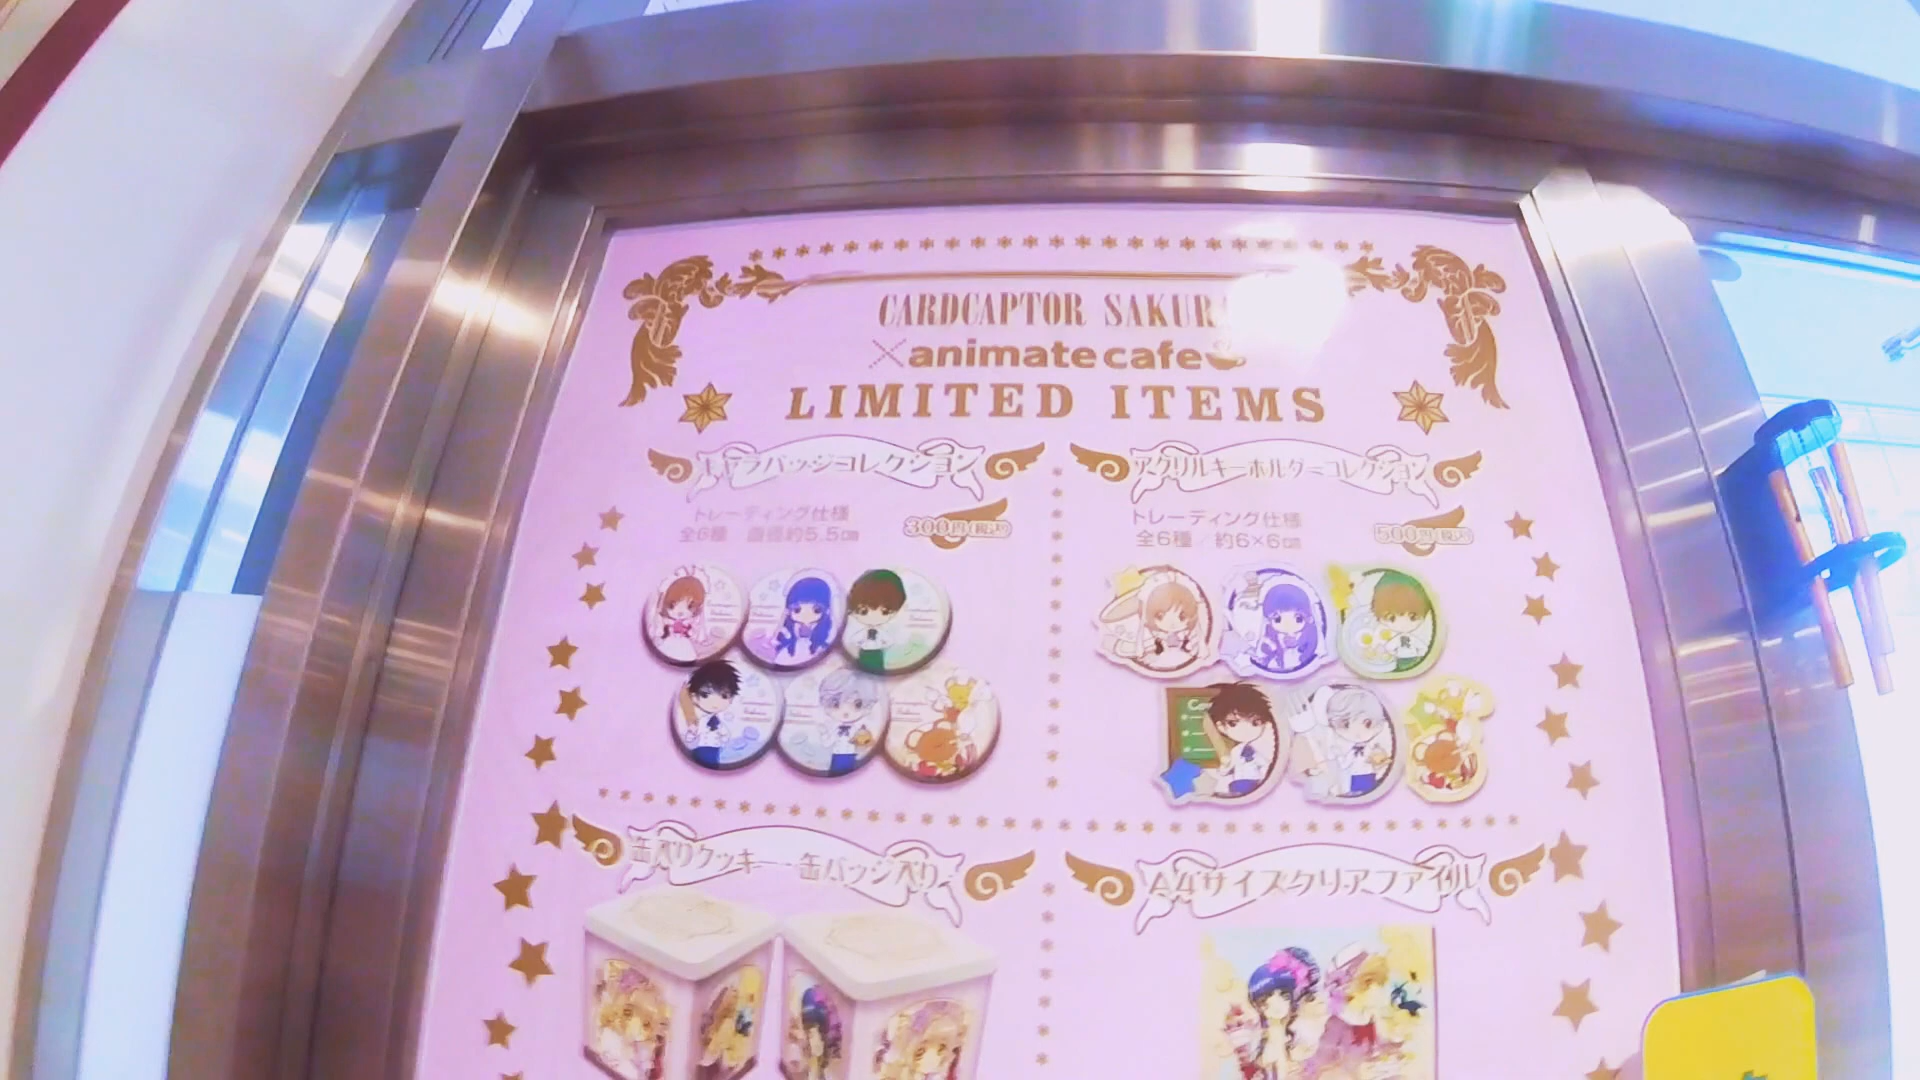 CARDCAPTOR SAKURA
×animate cafe
LIMITED ITEMS
キャラバッジコレクション
トレーディング仕様
全6種 直径約5.5cm
300円(税込)
アクリルキーホルダーコレクション
トレーディング仕様
全6種/約6×6cm
500円(税込)
缶入りクッキー 缶バッジ入り
A4サイズクリアファイル